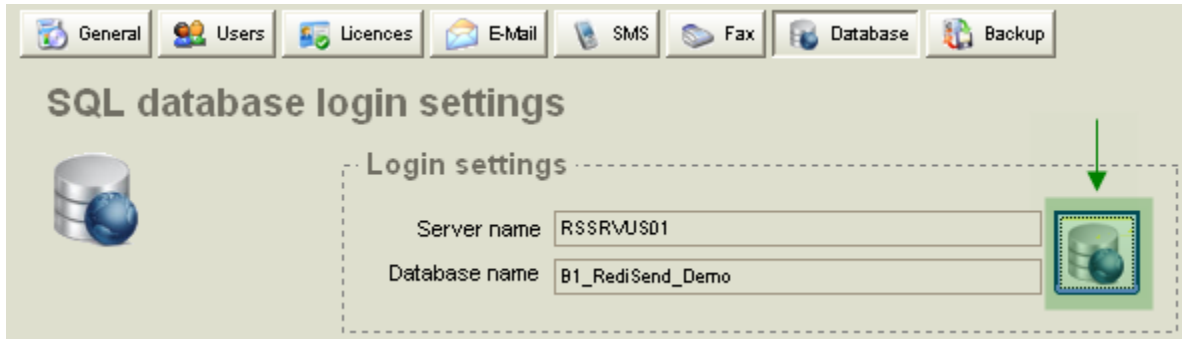 General Users Licences E-Mail SMS Fax Database Backup
SQL database login settings
Login settings
Server name RSSRVUS01
Database name B1_RediSend_Demo